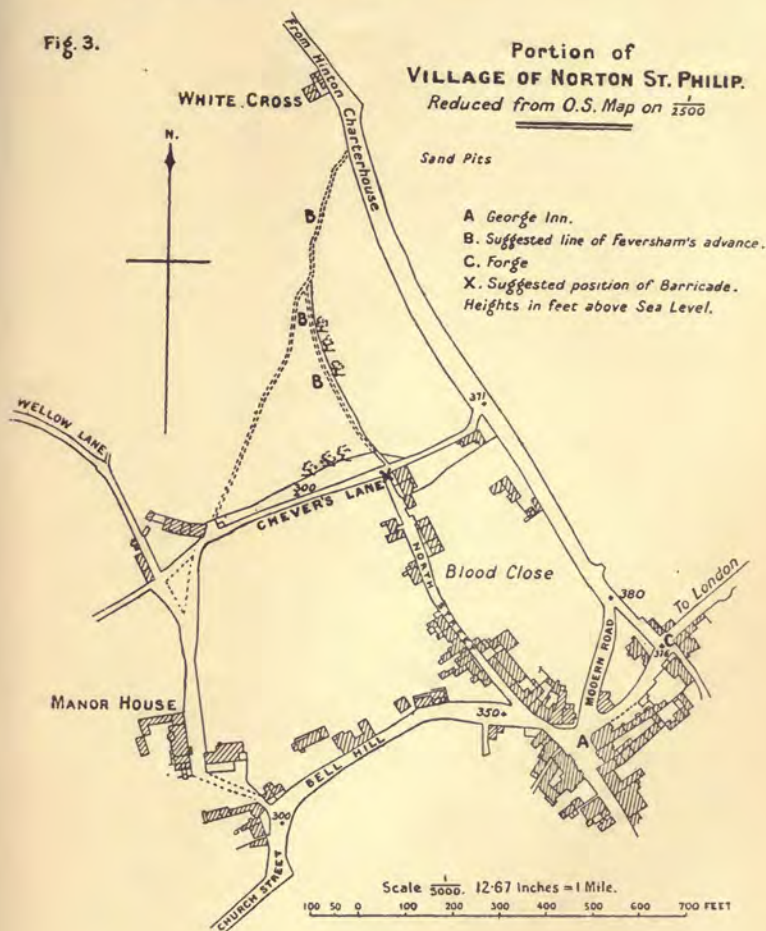 Fig. 3.
Portion of
VILLAGE OF NORTON ST. PHILIP.
Reduced from O.S. Map on 1/2500
From Hinton Charterhouse
WHITE CROSS
N.
Sand Pits
A George Inn.
B. Suggested line of Feversham's advance.
C. Forge
X. Suggested position of Barricade.
Heights in feet above Sea Level.
B
B
B
371
WELLOW LANE
300
CHEVER'S LANE
X
NORTH S
Blood Close
380
To London
C
376
MODERN ROAD
MANOR HOUSE
350
A
BELL HILL
300
CHURCH STREET
Scale 1/5000. 12·67 Inches = 1 Mile.
100 50 0 100 200 300 400 500 600 700 FEET